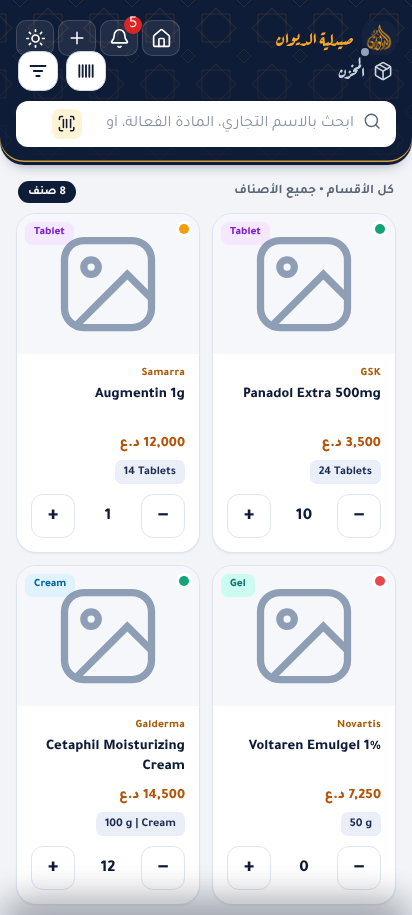 صيدلية الديوان
5
المخزن
ابحث بالاسم التجاري، المادة الفعالة، أو
كل الأقسام • جميع الأصناف
8 صنف
Tablet
GSK
Panadol Extra 500mg
3,500 د.ع
24 Tablets
− 10 +
Tablet
Samarra
Augmentin 1g
12,000 د.ع
14 Tablets
− 1 +
Gel
Novartis
Voltaren Emulgel 1%
7,250 د.ع
50 g
− 0 +
Cream
Galderma
Cetaphil Moisturizing
Cream
14,500 د.ع
100 g | Cream
− 12 +